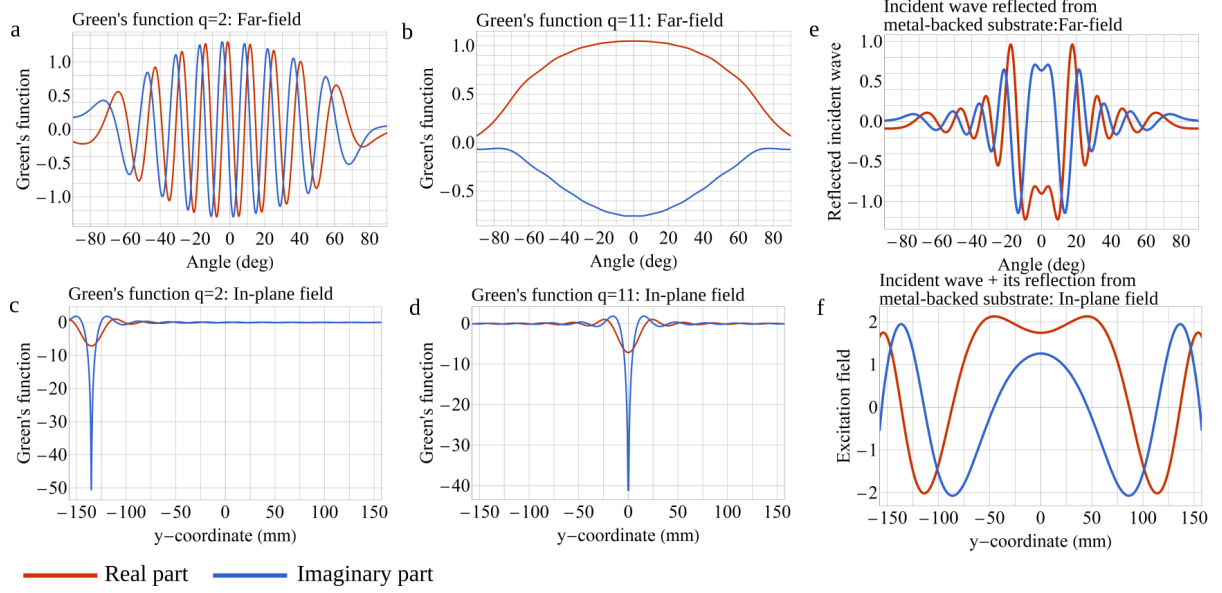 a
Green's function q=2: Far-field
Green's function
1.0
0.5
0.0
−0.5
−1.0
−80 −60 −40 −20 0 20 40 60 80
Angle (deg)
b
Green's function q=11: Far-field
Green's function
1.0
0.5
0.0
−0.5
−80 −60 −40 −20 0 20 40 60 80
Angle (deg)
e
Incident wave reflected from
metal-backed substrate:Far-field
Reflected incident wave
1.0
0.5
0.0
−0.5
−1.0
−80 −60 −40 −20 0 20 40 60 80
Angle (deg)
c
Green's function q=2: In-plane field
Green's function
0
−10
−20
−30
−40
−50
−150 −100 −50 0 50 100 150
y−coordinate (mm)
d
Green's function q=11: In-plane field
Green's function
0
−10
−20
−30
−40
−150 −100 −50 0 50 100 150
y−coordinate (mm)
f
Incident wave + its reflection from
metal-backed substrate: In-plane field
Excitation field
2
1
0
−1
−2
−150 −100 −50 0 50 100 150
y−coordinate (mm)
Real part
Imaginary part